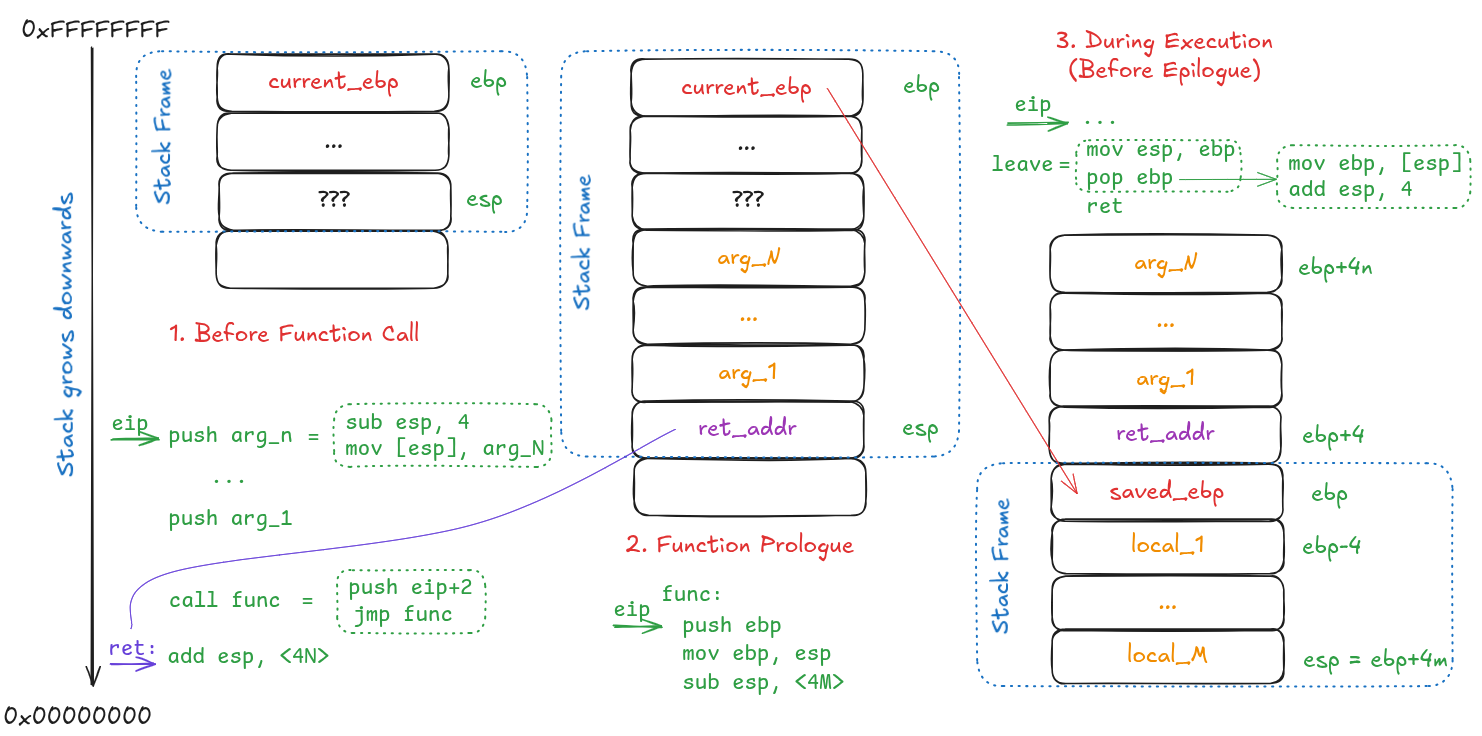 0xFFFFFFFF
Stack grows downwards
0x00000000
Stack Frame
current_ebp
ebp
...
???
esp
1. Before Function Call
eip
push arg_n =
sub esp, 4
mov [esp], arg_N
...
push arg_1
call func =
push eip+2
jmp func
ret:
add esp, <4N>
Stack Frame
current_ebp
ebp
...
???
arg_N
...
arg_1
ret_addr
esp
2. Function Prologue
func:
eip
push ebp
mov ebp, esp
sub esp, <4M>
3. During Execution
(Before Epilogue)
eip
...
leave =
mov esp, ebp
pop ebp
mov ebp, [esp]
add esp, 4
ret
arg_N
ebp+4n
...
arg_1
ret_addr
ebp+4
Stack Frame
saved_ebp
ebp
local_1
ebp-4
...
local_M
esp = ebp+4m